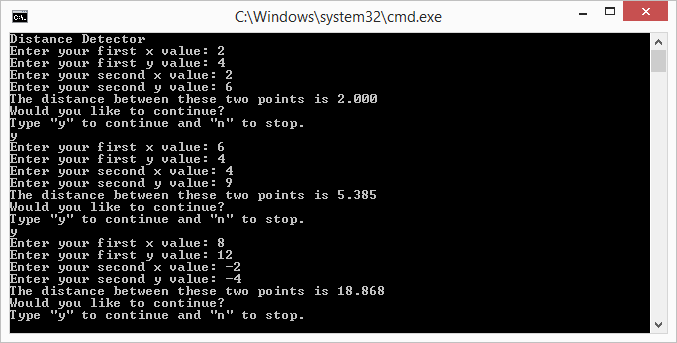 C:\Windows\system32\cmd.exe
Distance Detector
Enter your first x value: 2
Enter your first y value: 4
Enter your second x value: 2
Enter your second y value: 6
The distance between these two points is 2.000
Would you like to continue?
Type "y" to continue and "n" to stop.
y
Enter your first x value: 6
Enter your first y value: 4
Enter your second x value: 4
Enter your second y value: 9
The distance between these two points is 5.385
Would you like to continue?
Type "y" to continue and "n" to stop.
y
Enter your first x value: 8
Enter your first y value: 12
Enter your second x value: -2
Enter your second y value: -4
The distance between these two points is 18.868
Would you like to continue?
Type "y" to continue and "n" to stop.